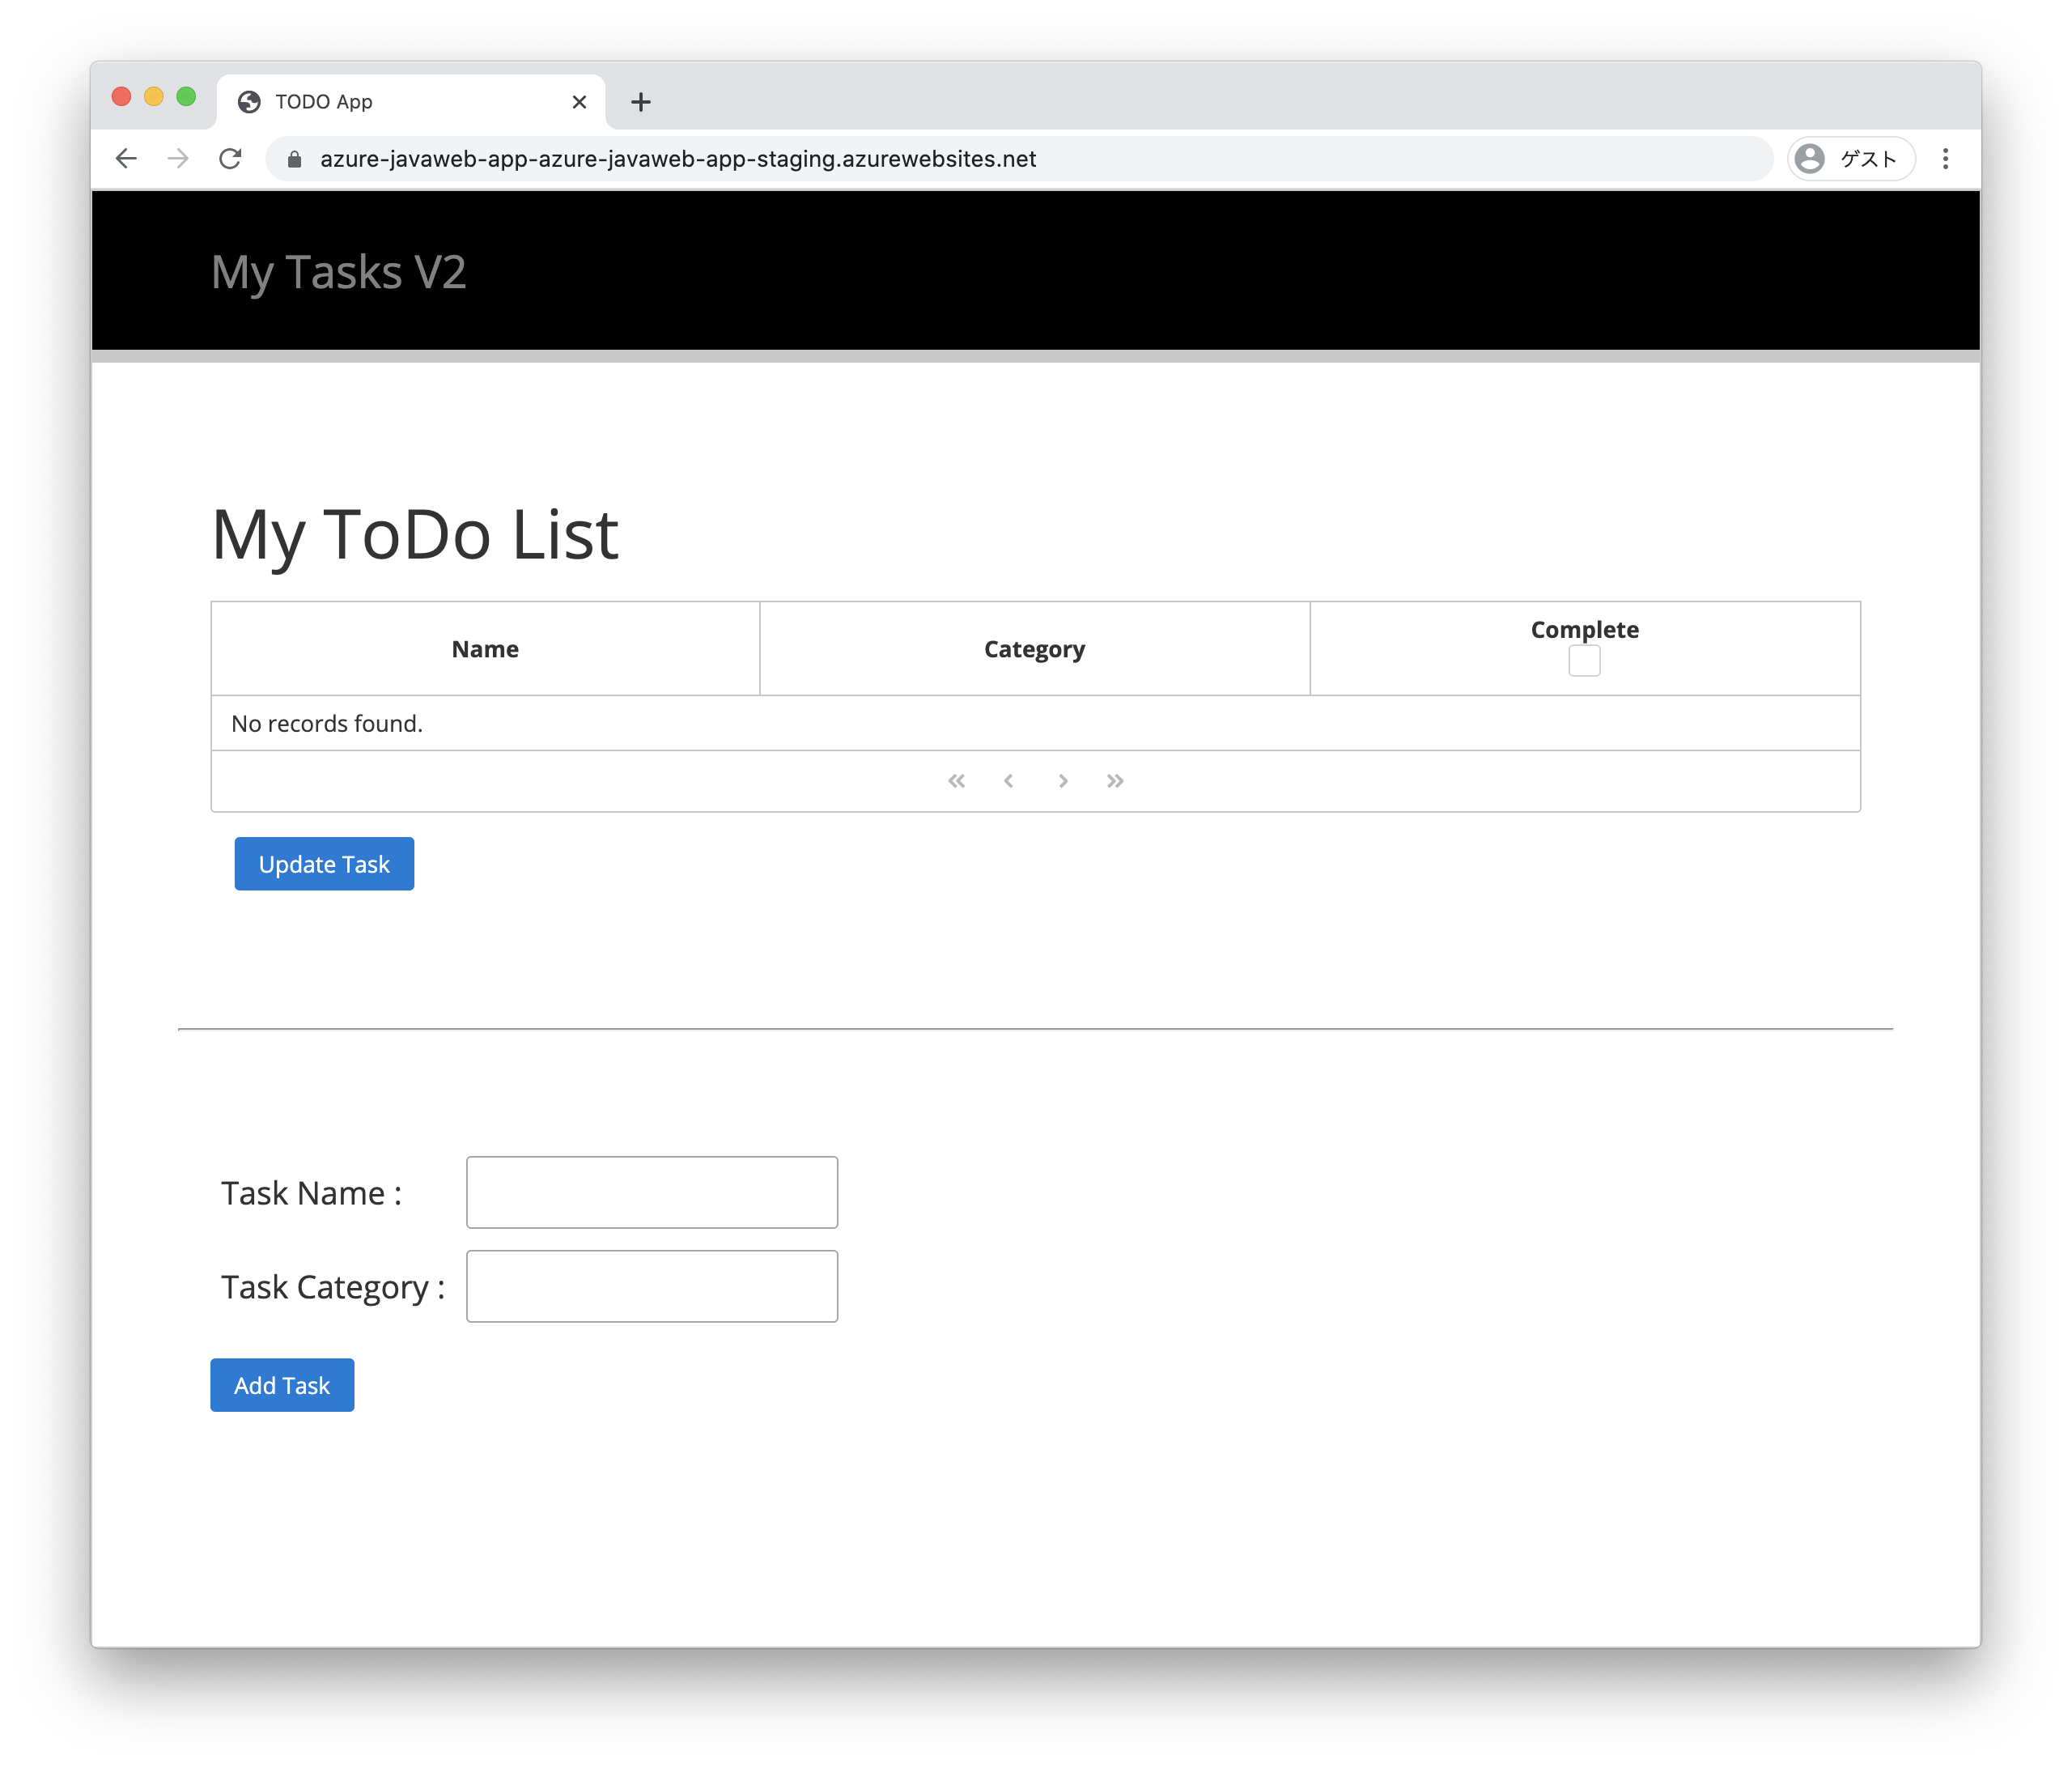 TODO App
azure-javaweb-app-azure-javaweb-app-staging.azurewebsites.net
ゲスト
My Tasks V2
My ToDo List
Name Category Complete
No records found.
Update Task
Task Name :
Task Category :
Add Task